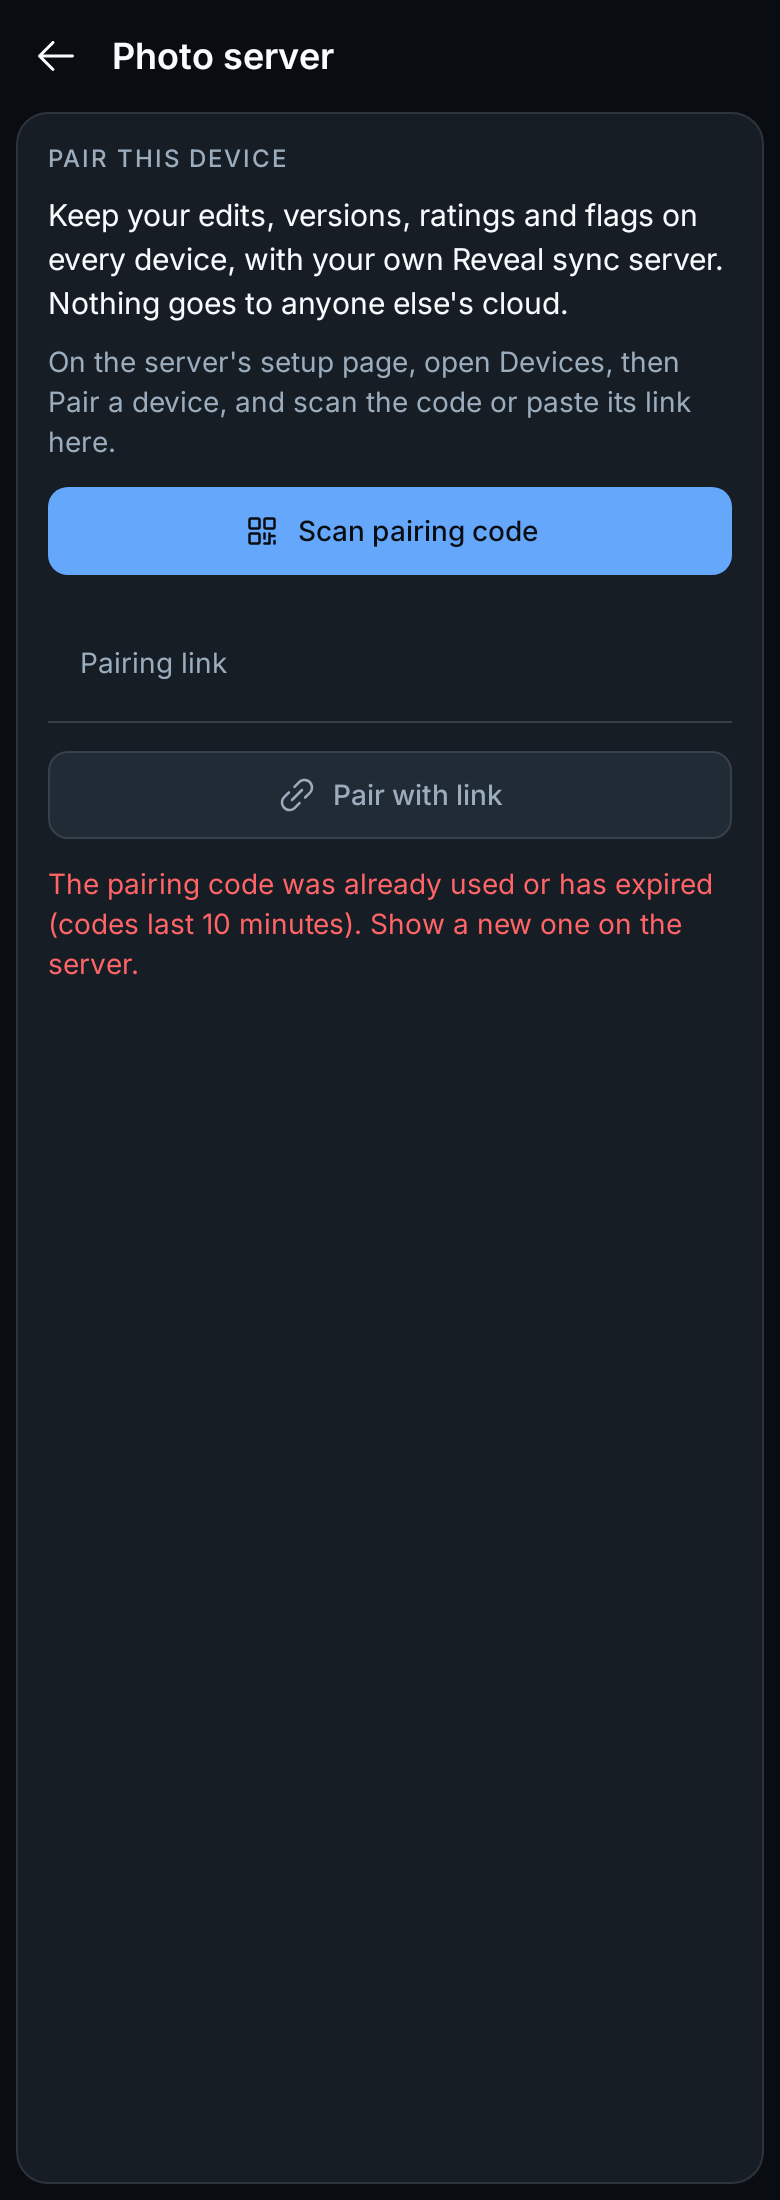 Photo server
PAIR THIS DEVICE
Keep your edits, versions, ratings and flags on
every device, with your own Reveal sync server.
Nothing goes to anyone else's cloud.
On the server's setup page, open Devices, then
Pair a device, and scan the code or paste its link
here.
Scan pairing code
Pairing link
Pair with link
The pairing code was already used or has expired
(codes last 10 minutes). Show a new one on the
server.